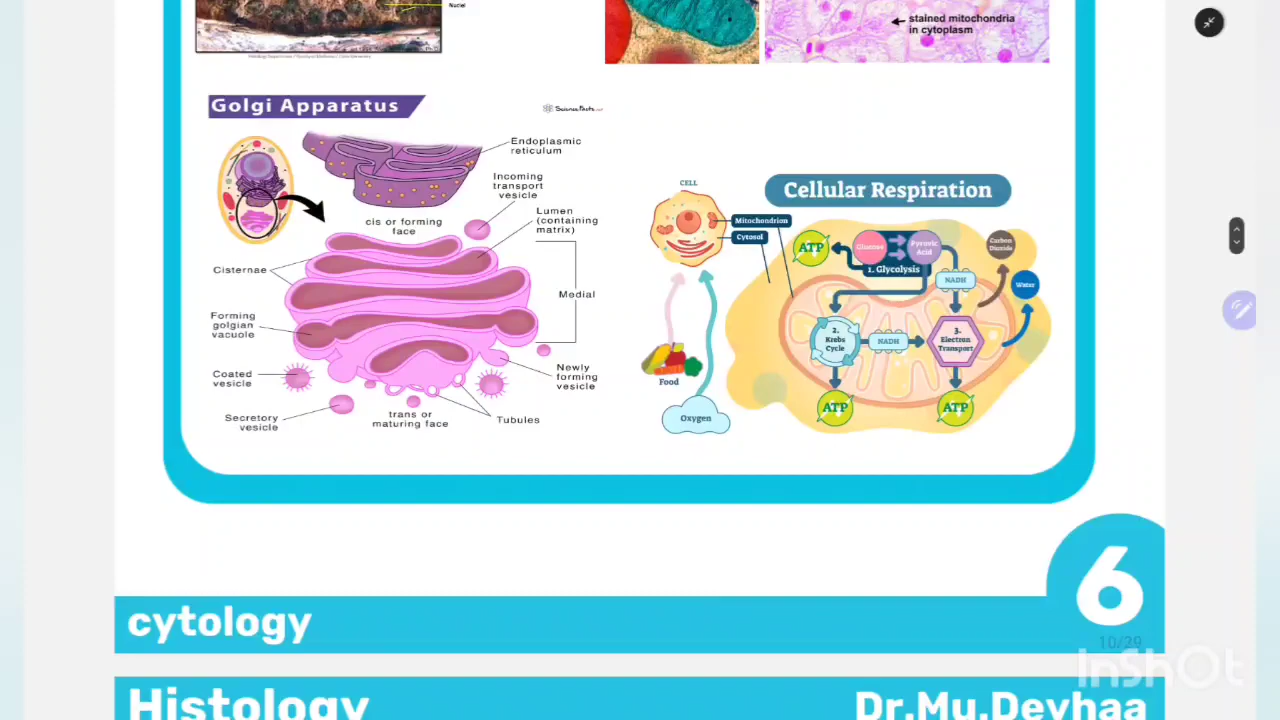 Nuclei
stained mitochondria
in cytoplasm
Golgi Apparatus
ScienceFacts.net
Endoplasmic
reticulum
Incoming
transport
vesicle
cis or forming
face
Lumen
(containing
matrix)
Cisternae
Medial
Forming
golgian
vacuole
Coated
vesicle
Newly
forming
vesicle
Secretory
vesicle
trans or
maturing face
Tubules
CELL
Cellular Respiration
Mitochondrion
Cytosol
ATP
Glucose
Pyruvic
Acid
Carbon
Dioxide
1. Glycolysis
NADH
Water
2.
Krebs
Cycle
NADH
3.
Electron
Transport
Food
ATP
ATP
Oxygen
6
cytology
10/29
InShOt
Histology
Dr.Mu.Deyhaa